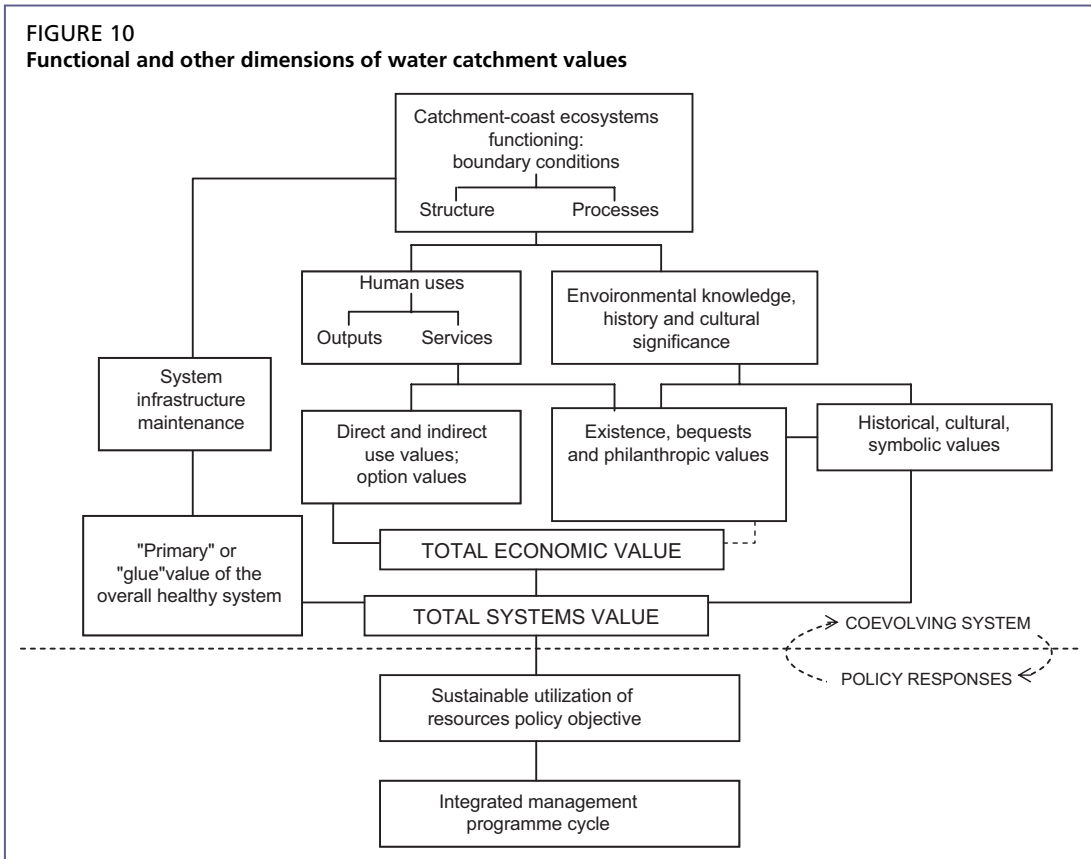 FIGURE 10
Functional and other dimensions of water catchment values
Catchment-coast ecosystems
functioning:
boundary conditions
Structure
Processes
Human uses
Outputs
Services
Envoironmental knowledge,
history and cultural
significance
System
infrastructure
maintenance
Direct and indirect
use values;
option values
Existence, bequests
and philanthropic values
Historical, cultural,
symbolic values
"Primary" or
"glue"value of the
overall healthy system
TOTAL ECONOMIC VALUE
TOTAL SYSTEMS VALUE
COEVOLVING SYSTEM
POLICY RESPONSES
Sustainable utilization of
resources policy objective
Integrated management
programme cycle